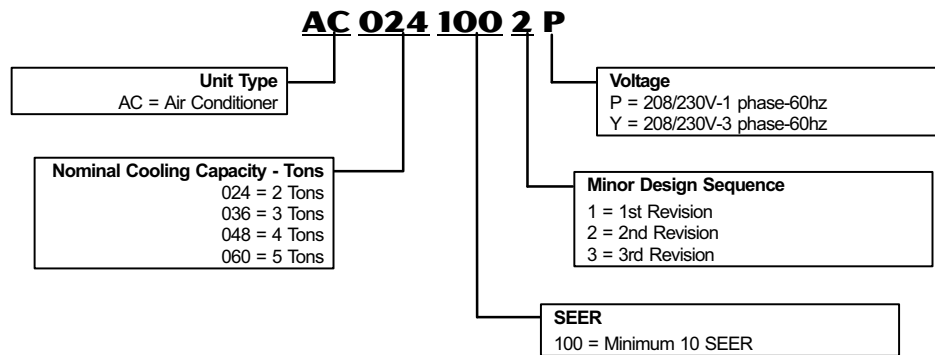 AC 024 100 2 P
Unit Type
AC = Air Conditioner
Voltage
P = 208/230V-1 phase-60hz
Y = 208/230V-3 phase-60hz
Nominal Cooling Capacity - Tons
024 = 2 Tons
036 = 3 Tons
048 = 4 Tons
060 = 5 Tons
Minor Design Sequence
1 = 1st Revision
2 = 2nd Revision
3 = 3rd Revision
SEER
100 = Minimum 10 SEER